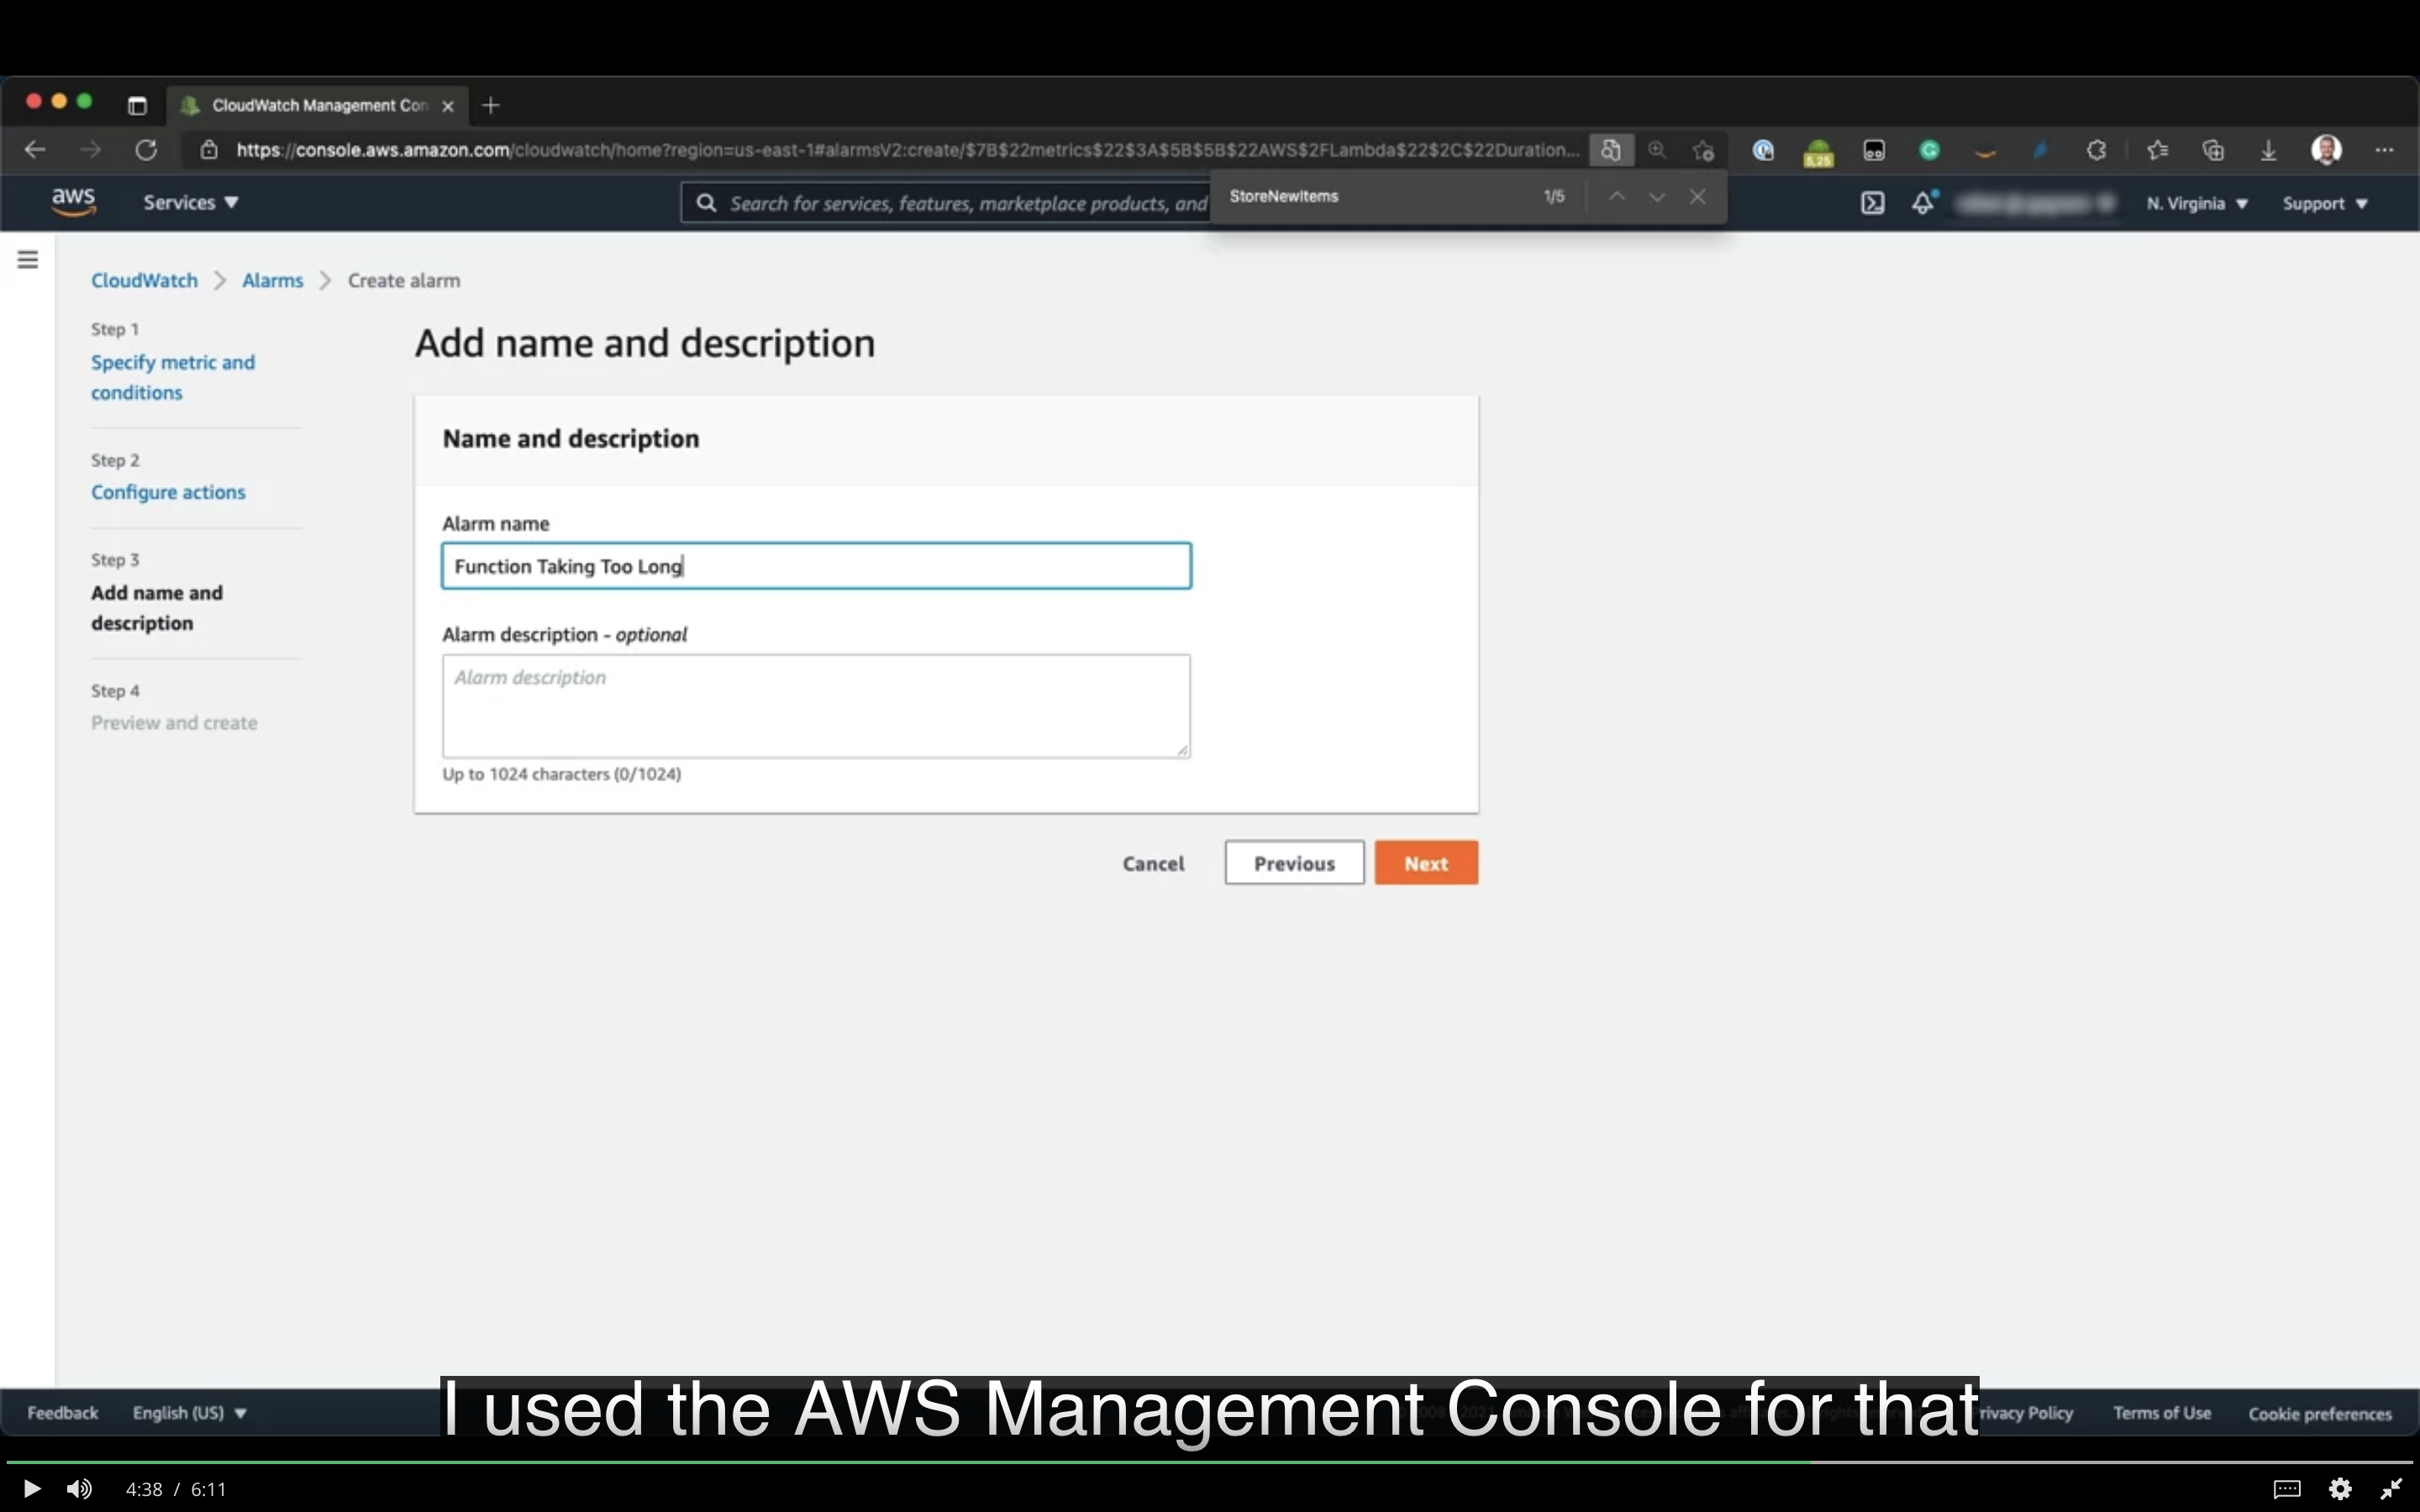 CloudWatch Management Con
https://console.aws.amazon.com/cloudwatch/home?region=us-east-1#alarmsV2:create/$7B$22metrics$22$3A$5B$5B$22AWS$2FLambda$22$2C$22Duration...
5,25
aws Services Search for services, features, marketplace products, and StoreNewItems 1/5 N. Virginia Support
CloudWatch Alarms Create alarm
Step 1
Specify metric and
conditions
Step 2
Configure actions
Step 3
Add name and
description
Step 4
Preview and create
Add name and description
Name and description
Alarm name
Function Taking Too Long
Alarm description - optional
Alarm description
Up to 1024 characters (0/1024)
Cancel Previous Next
I used the AWS Management Console for that
Feedback English (US) rivacy Policy Terms of Use Cookie preferences
4:38 / 6:11